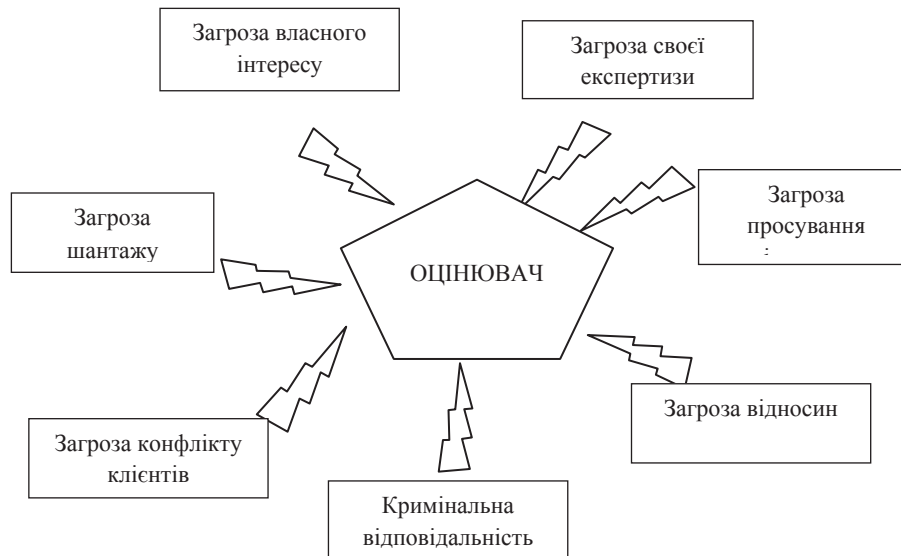 Загроза власного
інтересу
Загроза своєї
експертизи
Загроза
шантажу
Загроза
просування
ОЦІНЮВАЧ
Загроза відносин
Загроза конфлікту
клієнтів
Кримінальна
відповідальність